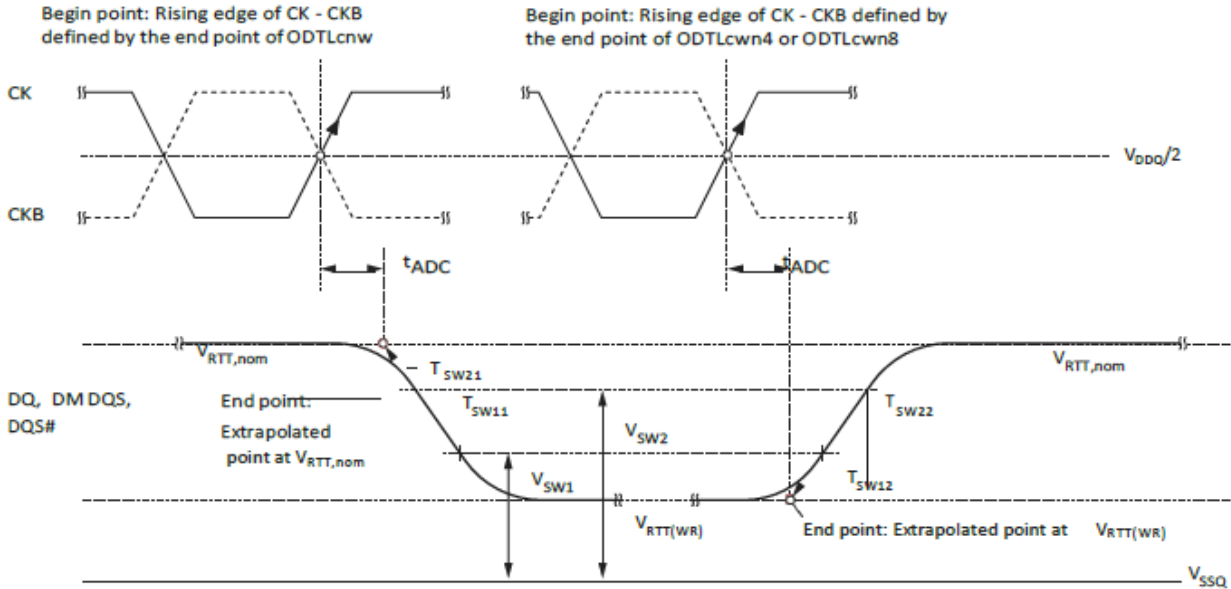 Begin point: Rising edge of CK - CKB
defined by the end point of ODTLcnw
Begin point: Rising edge of CK - CKB defined by
the end point of ODTLcwn4 or ODTLcwn8
CK
VDDQ/2
CKB
tADC
tADC
VRTT,nom
VRTT,nom
TSW21
DQ, DM DQS,
DQS#
End point:
Extrapolated
point at VRTT,nom
TSW11
TSW22
VSW2
VSW1
TSW12
VRTT(WR)
End point: Extrapolated point at VRTT(WR)
VSSQ